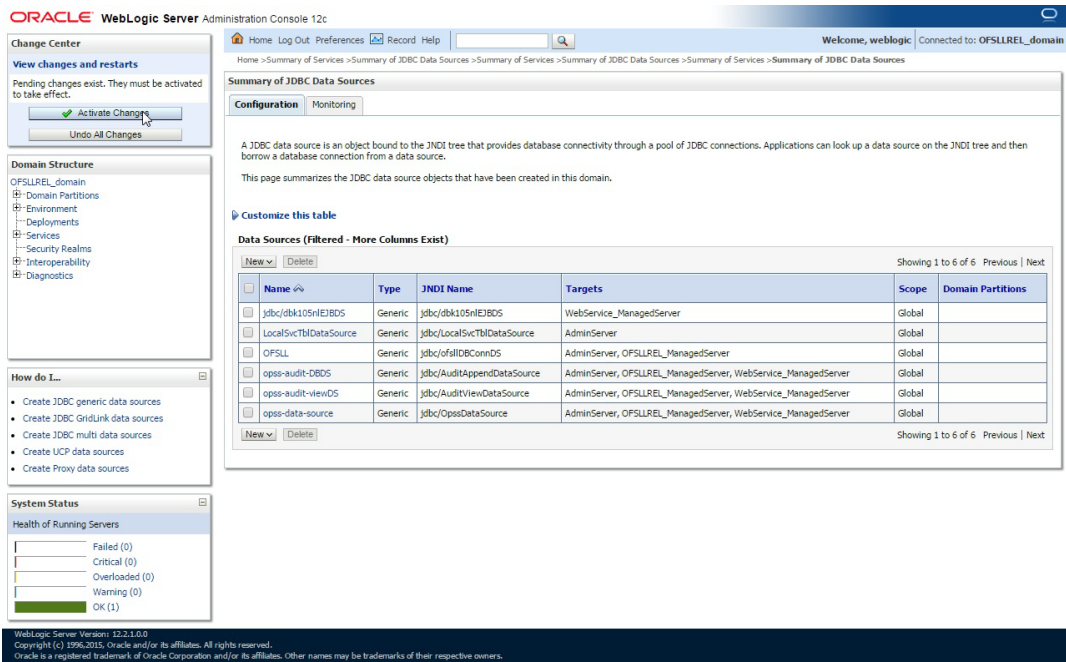 ORACLE WebLogic Server Administration Console 12c
Change Center
View changes and restarts
Pending changes exist. They must be activated
to take effect.
Activate Changes
Undo All Changes
Domain Structure
OFSLLREL_domain
Domain Partitions
Environment
Deployments
Services
Security Realms
Interoperability
Diagnostics
How do I...
Create JDBC generic data sources
Create JDBC GridLink data sources
Create JDBC multi data sources
Create UCP data sources
Create Proxy data sources
System Status
Health of Running Servers
Failed (0)
Critical (0)
Overloaded (0)
Warning (0)
OK (1)
Home Log Out Preferences Record Help
Welcome, weblogic Connected to: OFSLLREL_domain
Home >Summary of Services >Summary of JDBC Data Sources >Summary of Services >Summary of JDBC Data Sources >Summary of Services >Summary of JDBC Data Sources
Summary of JDBC Data Sources
Configuration Monitoring
A JDBC data source is an object bound to the JNDI tree that provides database connectivity through a pool of JDBC connections. Applications can look up a data source on the JNDI tree and then
borrow a database connection from a data source.
This page summarizes the JDBC data source objects that have been created in this domain.
Customize this table
Data Sources (Filtered - More Columns Exist)
New Delete Showing 1 to 6 of 6 Previous | Next
Name Type JNDI Name Targets Scope Domain Partitions
jdbc/dbk105nlEJBDS Generic jdbc/dbk105nlEJBDS WebService_ManagedServer Global
LocalSvcTblDataSource Generic jdbc/LocalSvcTblDataSource AdminServer Global
OFSLL Generic jdbc/ofsllDBConnDS AdminServer, OFSLLREL_ManagedServer Global
opss-audit-DBDS Generic jdbc/AuditAppendDataSource AdminServer, OFSLLREL_ManagedServer, WebService_ManagedServer Global
opss-audit-viewDS Generic jdbc/AuditViewDataSource AdminServer, OFSLLREL_ManagedServer, WebService_ManagedServer Global
opss-data-source Generic jdbc/OpssDataSource AdminServer, OFSLLREL_ManagedServer, WebService_ManagedServer Global
New Delete Showing 1 to 6 of 6 Previous | Next
WebLogic Server Version: 12.2.1.0.0
Copyright (c) 1996,2015, Oracle and/or its affiliates. All rights reserved.
Oracle is a registered trademark of Oracle Corporation and/or its affiliates. Other names may be trademarks of their respective owners.